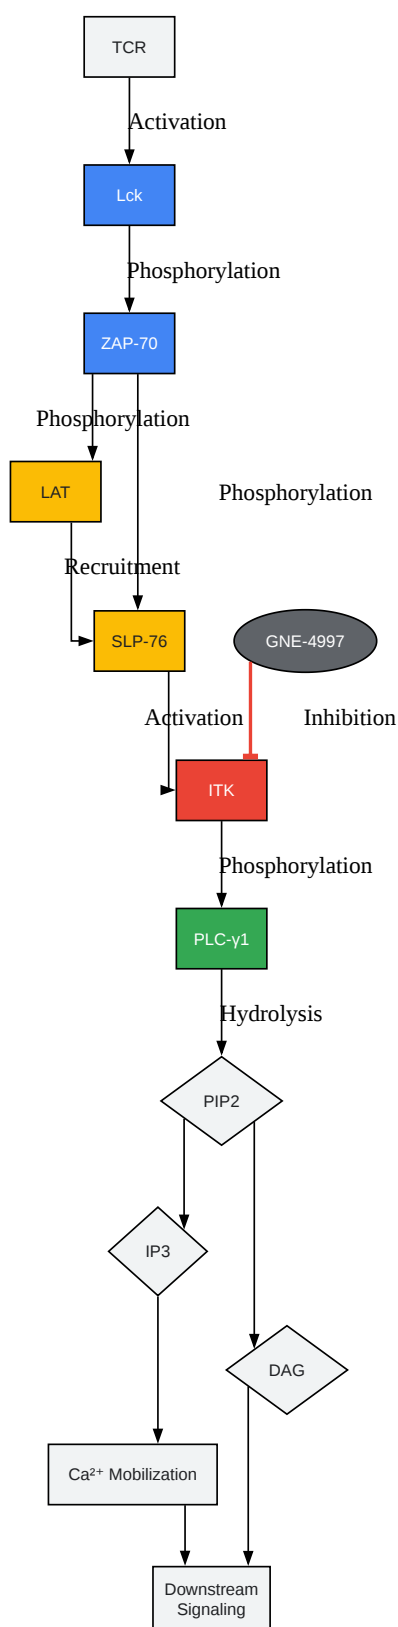 TCR
Activation
Lck
Phosphorylation
ZAP-70
Phosphorylation
LAT
Phosphorylation
Recruitment
SLP-76
GNE-4997
Activation
Inhibition
ITK
Phosphorylation
PLC-γ1
Hydrolysis
PIP2
IP3
DAG
Ca²⁺ Mobilization
Downstream
Signaling